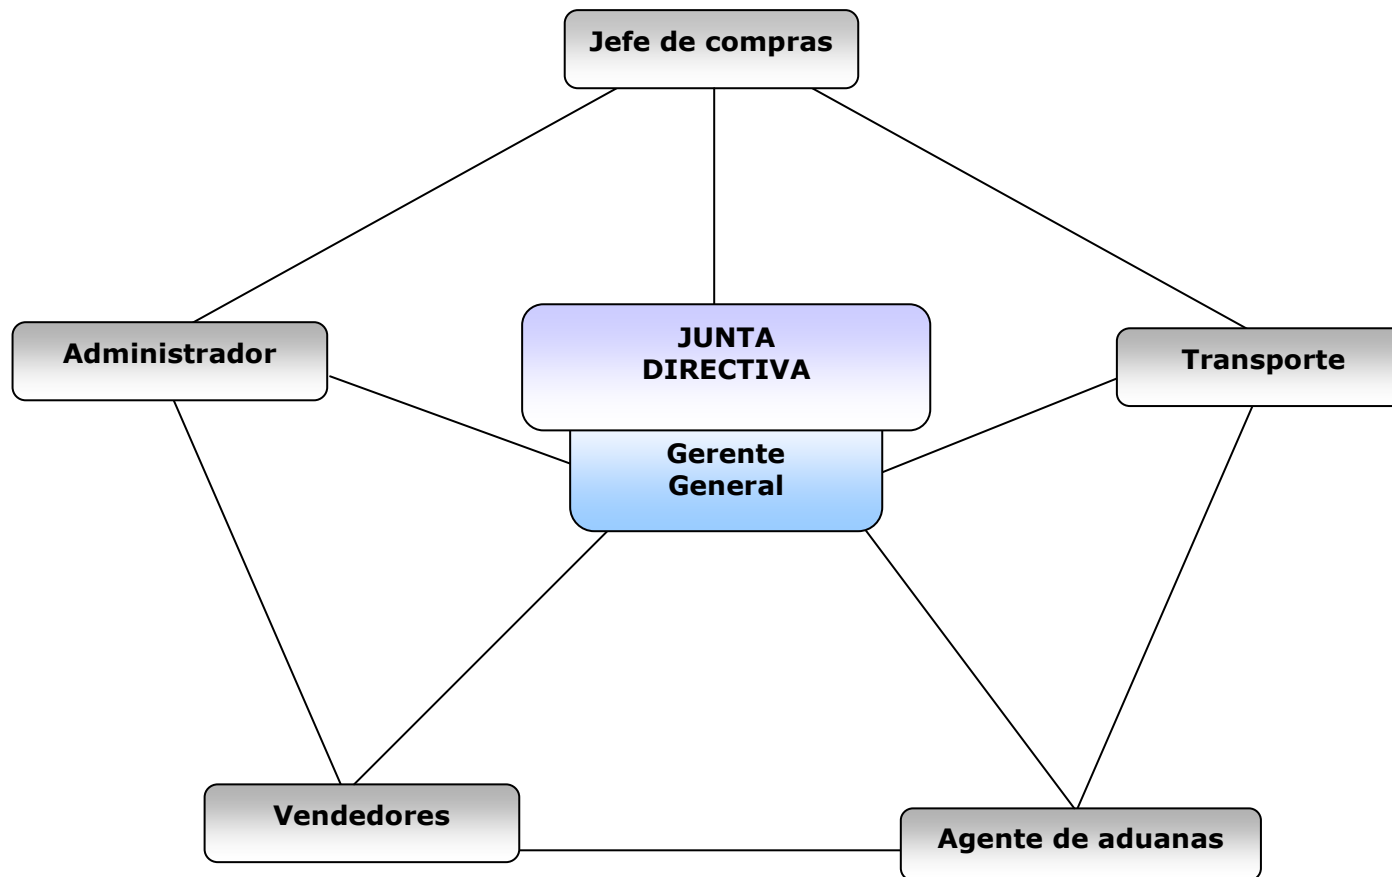 Jefe de compras
Administrador
JUNTA
DIRECTIVA
Transporte
Gerente
General
Vendedores
Agente de aduanas